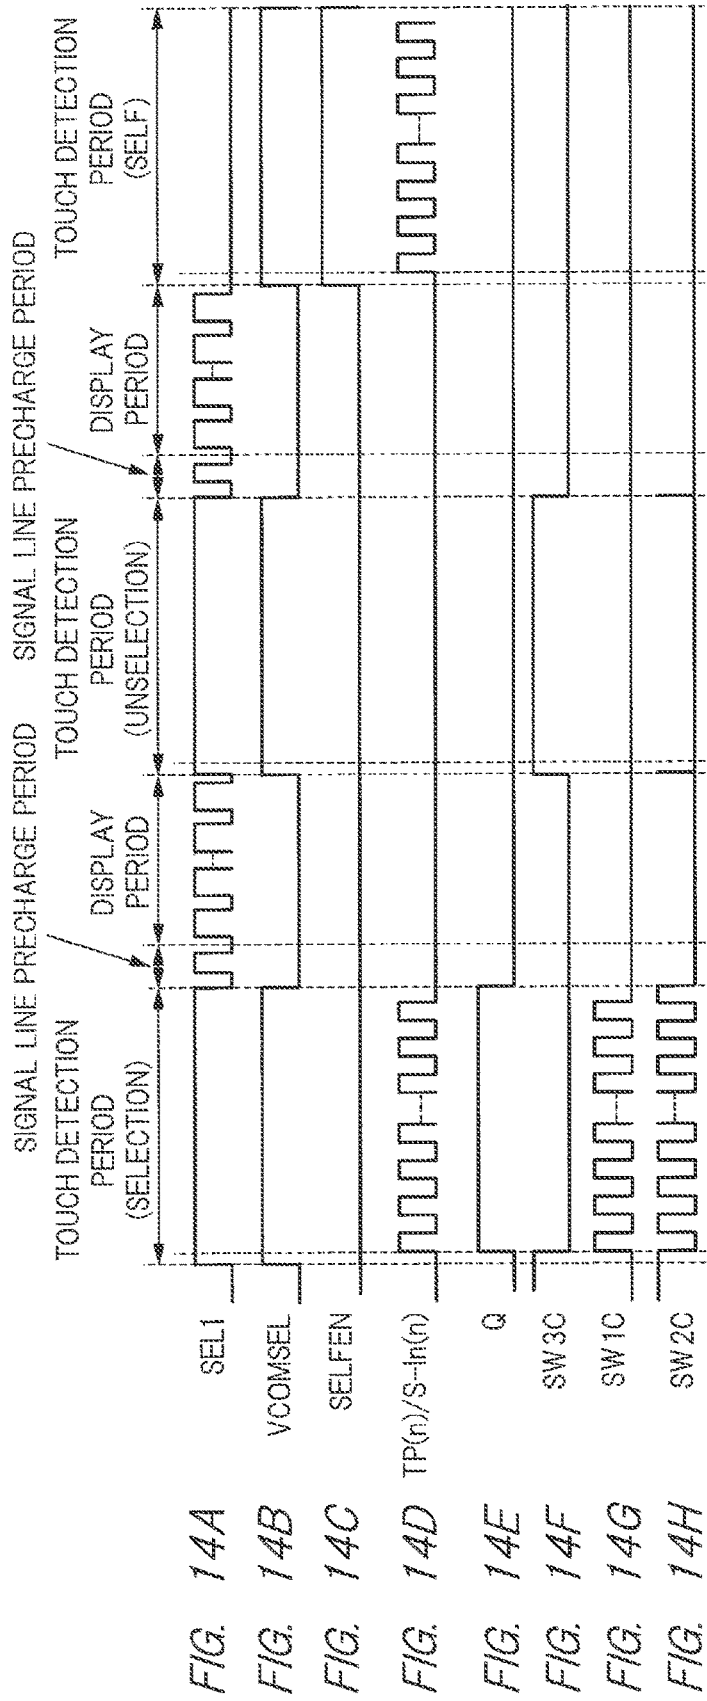 SIGNAL LINE PRECHARGE PERIOD
SIGNAL LINE PRECHARGE PERIOD
TOUCH DETECTION
PERIOD
(SELECTION)
DISPLAY
PERIOD
TOUCH DETECTION
PERIOD
(UNSELECTION)
DISPLAY
PERIOD
TOUCH DETECTION
PERIOD
(SELF)
FIG. 14A SEL1
FIG. 14B VCOMSEL
FIG. 14C SELFEN
FIG. 14D TP(n)/S-In(n)
FIG. 14E Q
FIG. 14F SW3C
FIG. 14G SW1C
FIG. 14H SW2C